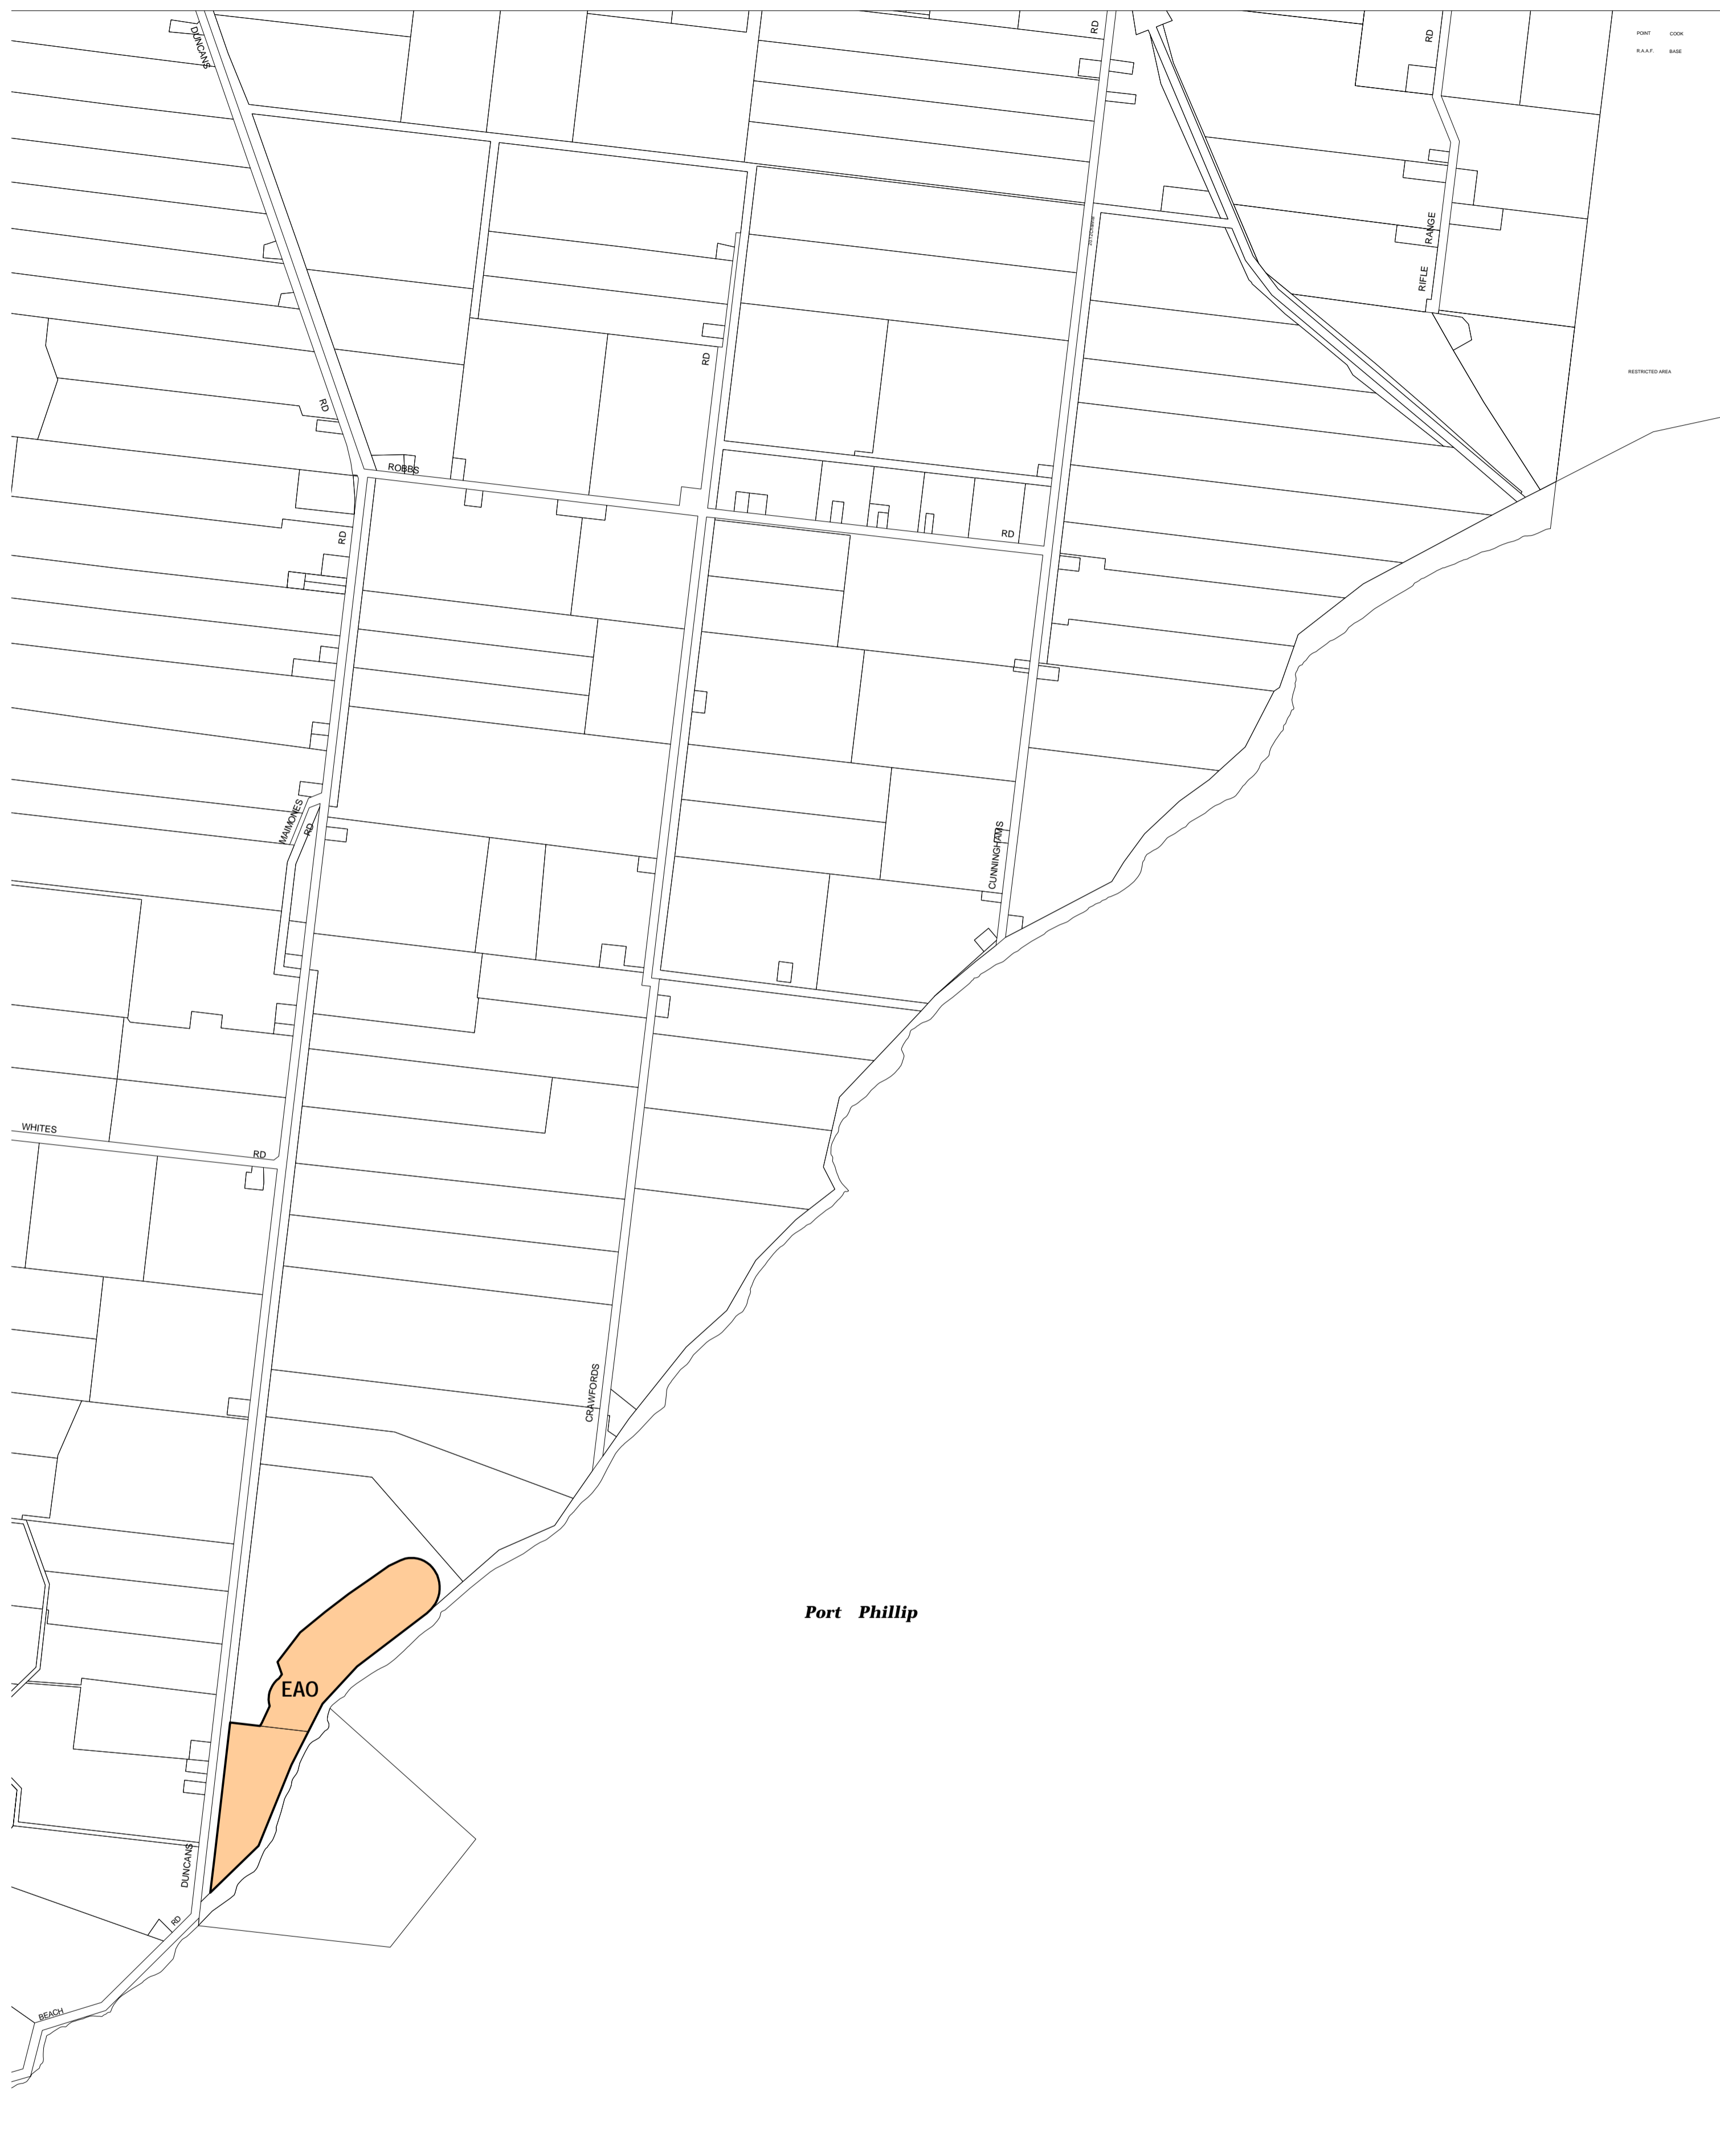 RD
RD
POINT COOK
R.A.A.F. BASE
DUNCANS
RANGE
RIFLE
RD
RESTRICTED AREA
RD
ROBBS
RD
RD
MAIMONES
RD
CUNNINGHAMS
WHITES
RD
CRAWFORDS
Port Phillip
EAO
DUNCANS
RD
BEACH